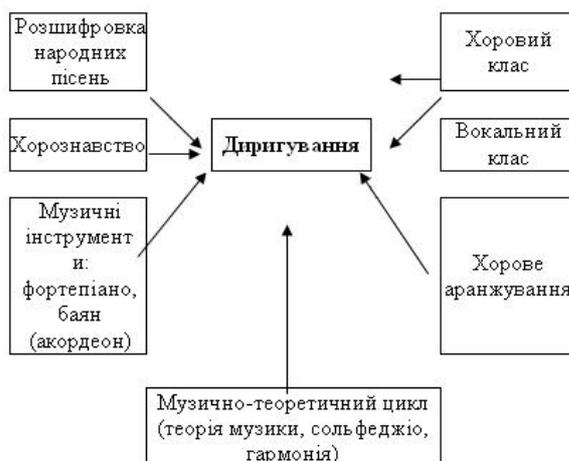 Розшифровка
народних
пісень
Хоровий
клас
Хорознавство
Диригування
Вокальний
клас
Музичні
інструмент
и:
фортепіано,
баян
(акордеон)
Хорове
аранжування
Музично-теоретичний цикл
(теорія музики, сольфеджіо,
гармонія)